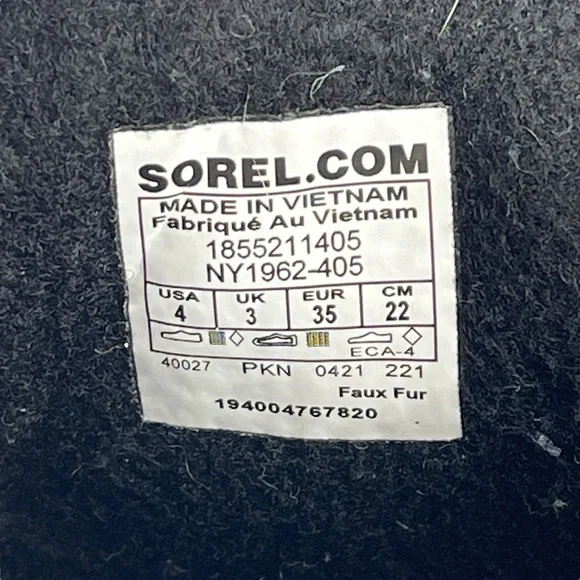 SOREL.COM
MADE IN VIETNAM
Fabriqué Au Vietnam
1855211405
NY1962-405
USA UK EUR CM
4 3 35 22
ECA-4
40027 PKN 0421 221
Faux Fur
194004767820